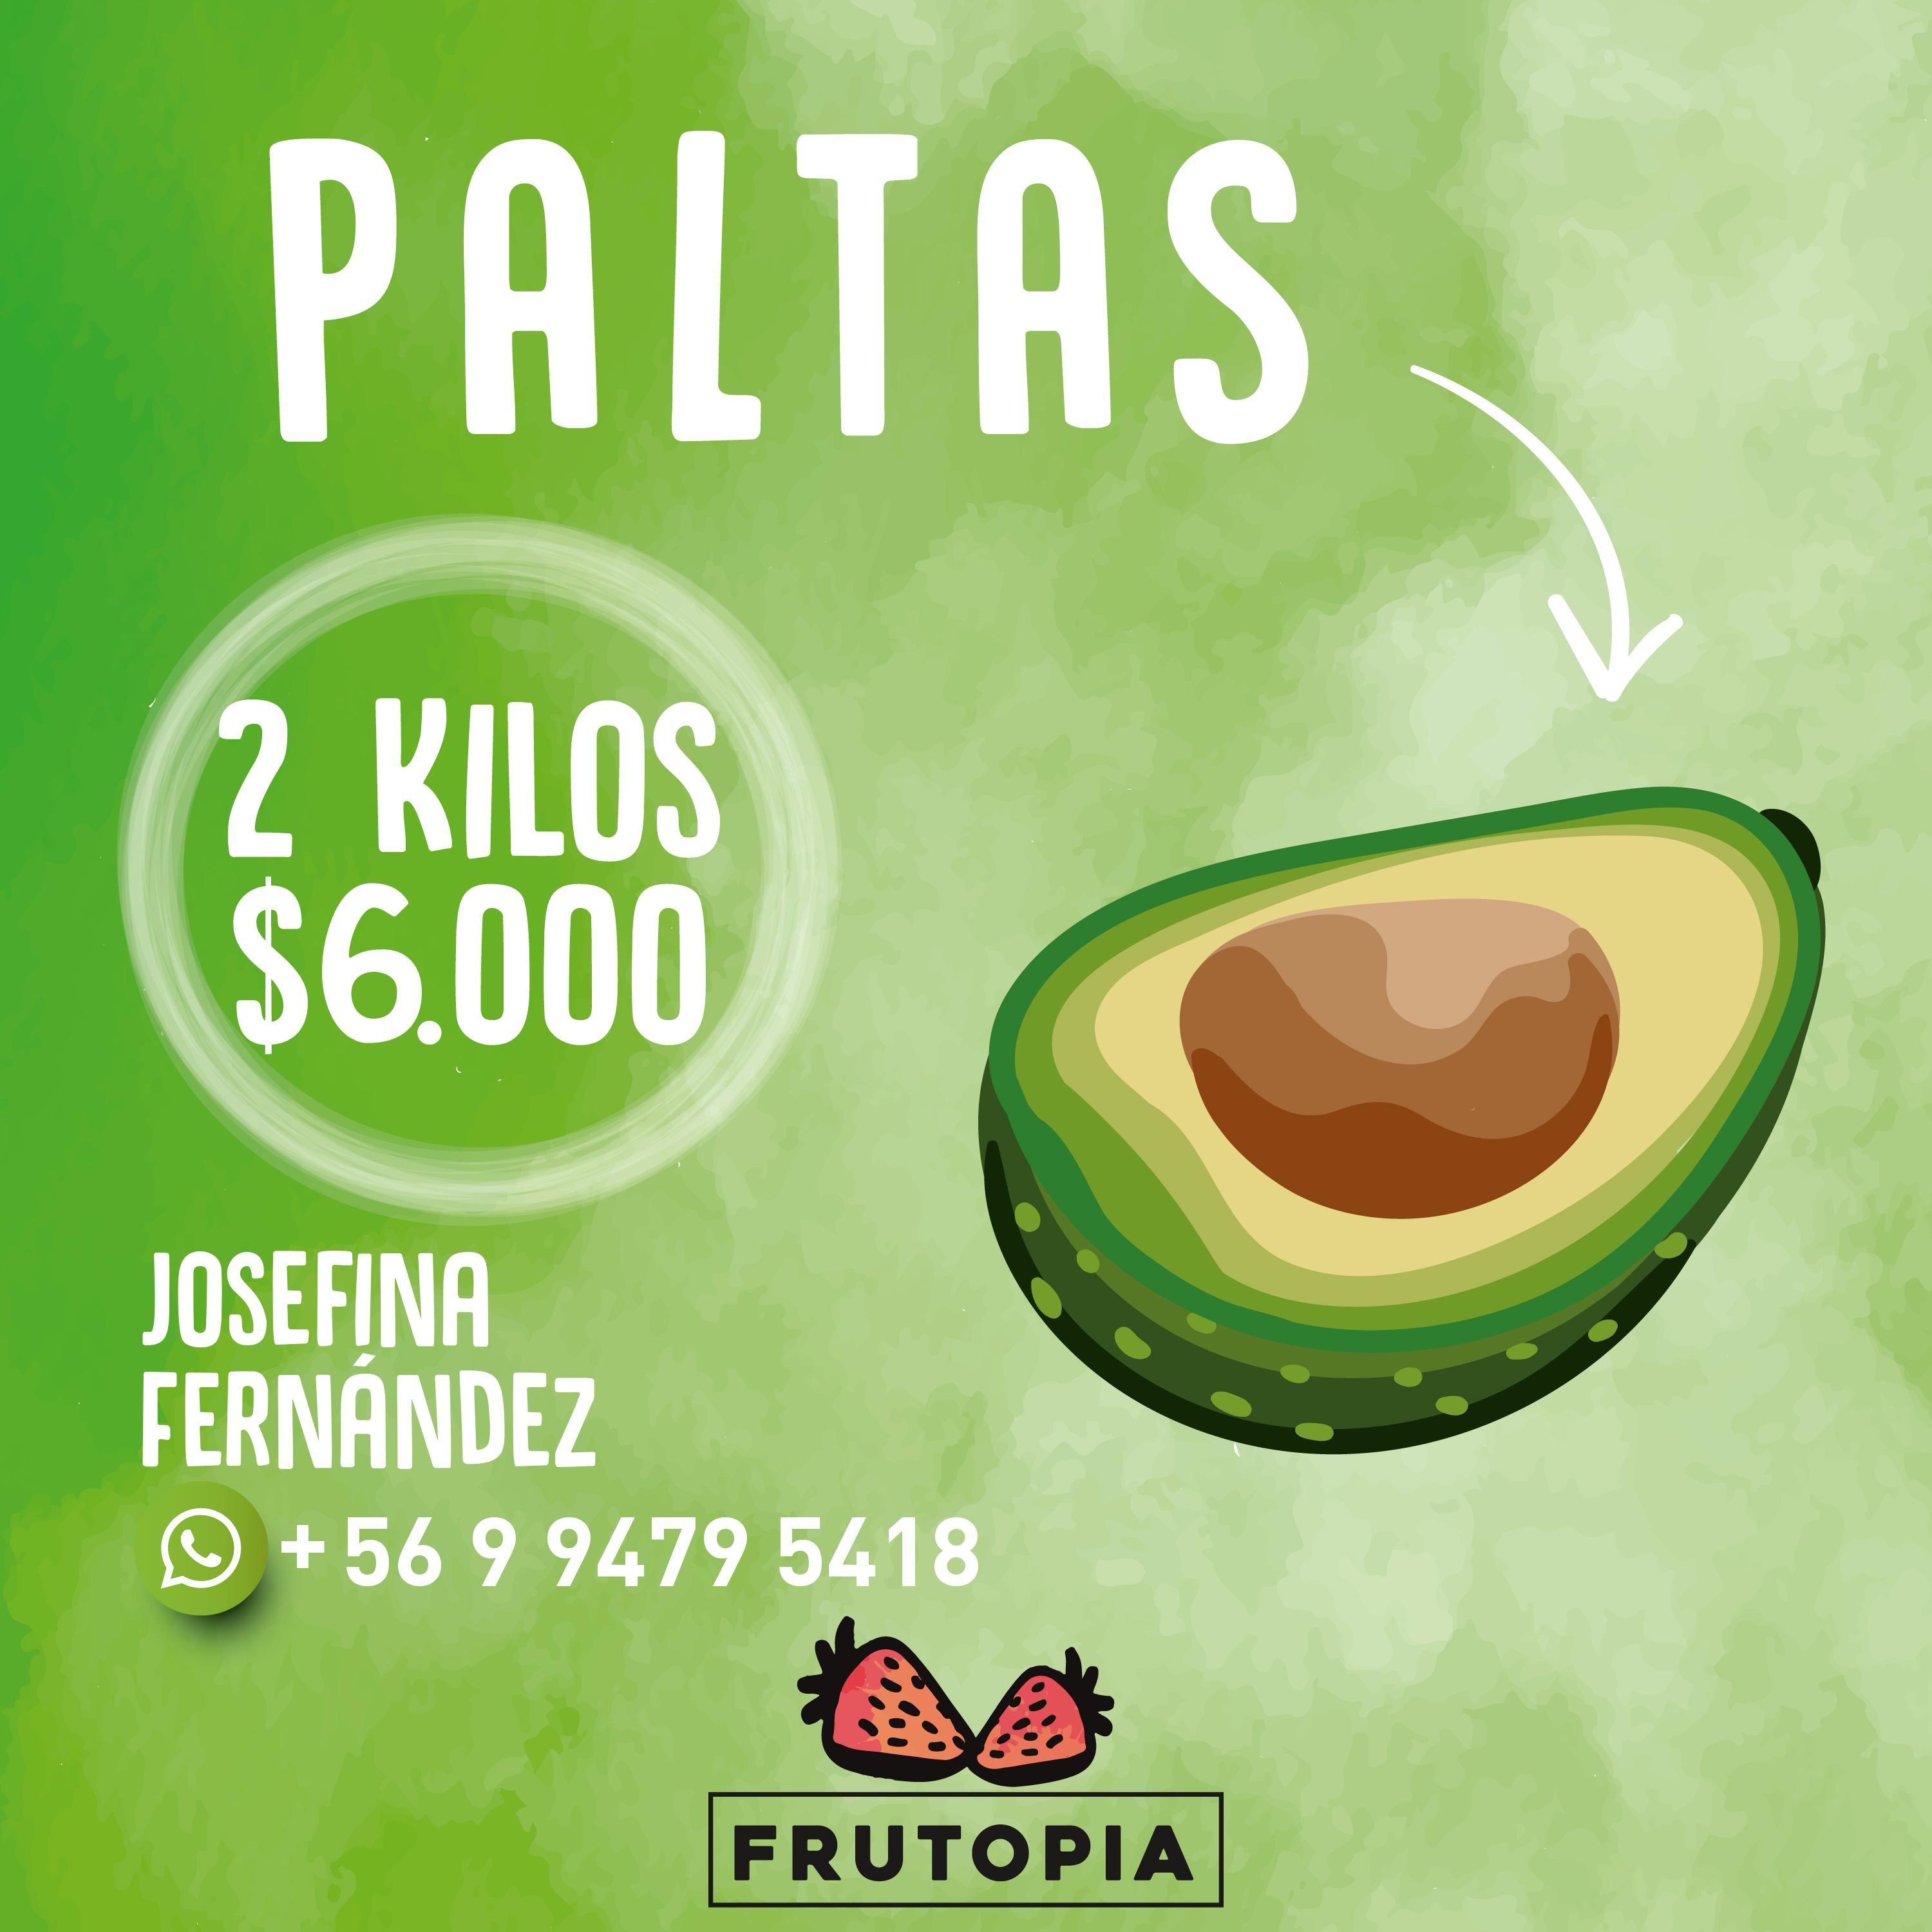 PALTAS
2 KILOS
$6.000
JOSEFINA
FERNÁNDEZ
+ 56 9 9479 5418
FRUTOPIA